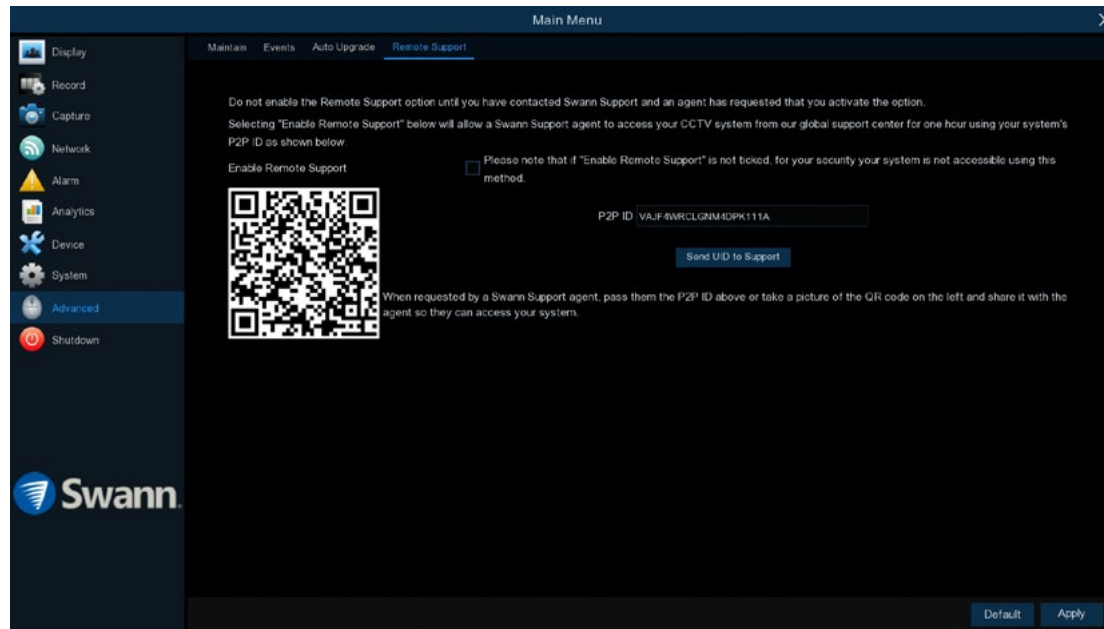 Main Menu
X
Display
Record
Capture
Network
Alarm
Analytics
Device
System
Advanced
Shutdown
Swann
Maintain Events Auto Upgrade Remote Support
Do not enable the Remote Support option until you have contacted Swann Support and an agent has requested that you activate the option.
Selecting "Enable Remote Support" below will allow a Swann Support agent to access your CCTV system from our global support center for one hour using your system's
P2P ID as shown below.
Enable Remote Support
Please note that if "Enable Remote Support" is not ticked, for your security your system is not accessible using this
method.
P2P ID VAJF4WRCLGNM4DPK111A
Send UID to Support
When requested by a Swann Support agent, pass them the P2P ID above or take a picture of the QR code on the left and share it with the
agent so they can access your system.
Default Apply